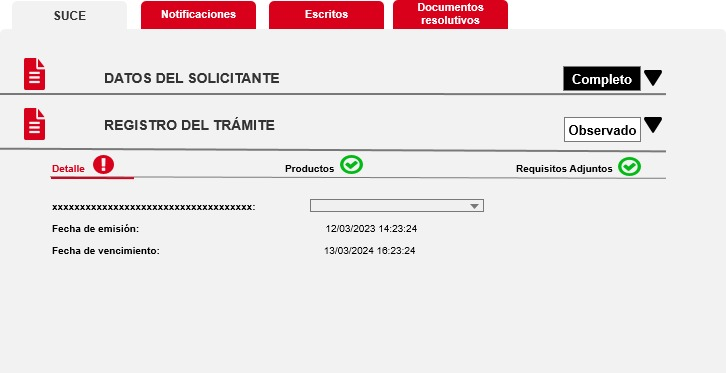 SUCE
Notificaciones
Escritos
Documentos
resolutivos
DATOS DEL SOLICITANTE
Completo
REGISTRO DEL TRÁMITE
Observado
Detalle
Productos
Requisitos Adjuntos
xxxxxxxxxxxxxxxxxxxxxxxxxxxxxxxxxxxx:
Fecha de emisión:
12/03/2023 14:23:24
Fecha de vencimiento:
13/03/2024 16:23:24